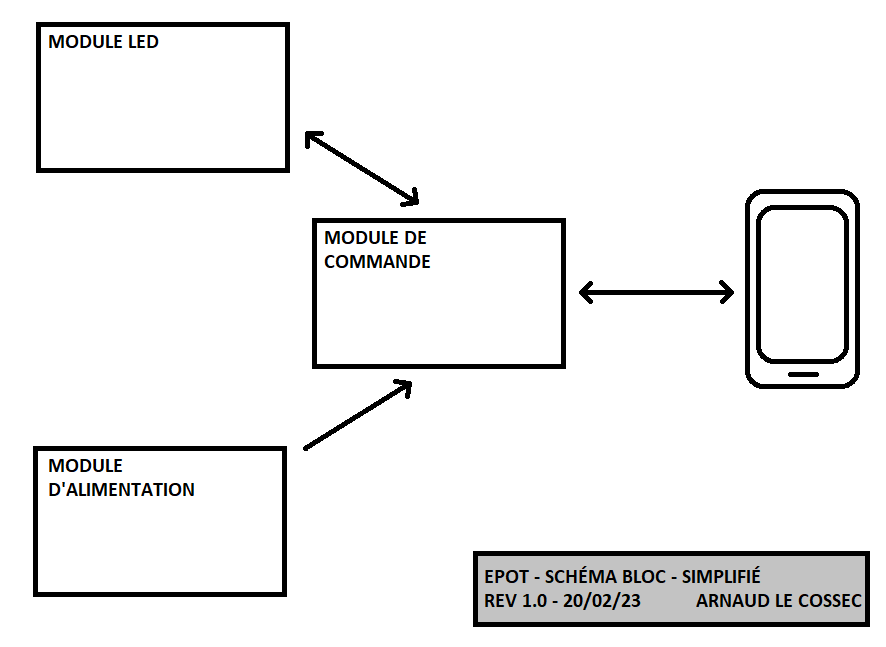 MODULE LED
MODULE DE
COMMANDE
MODULE
D'ALIMENTATION
EPOT - SCHÉMA BLOC - SIMPLIFIÉ
REV 1.0 - 20/02/23 ARNAUD LE COSSEC